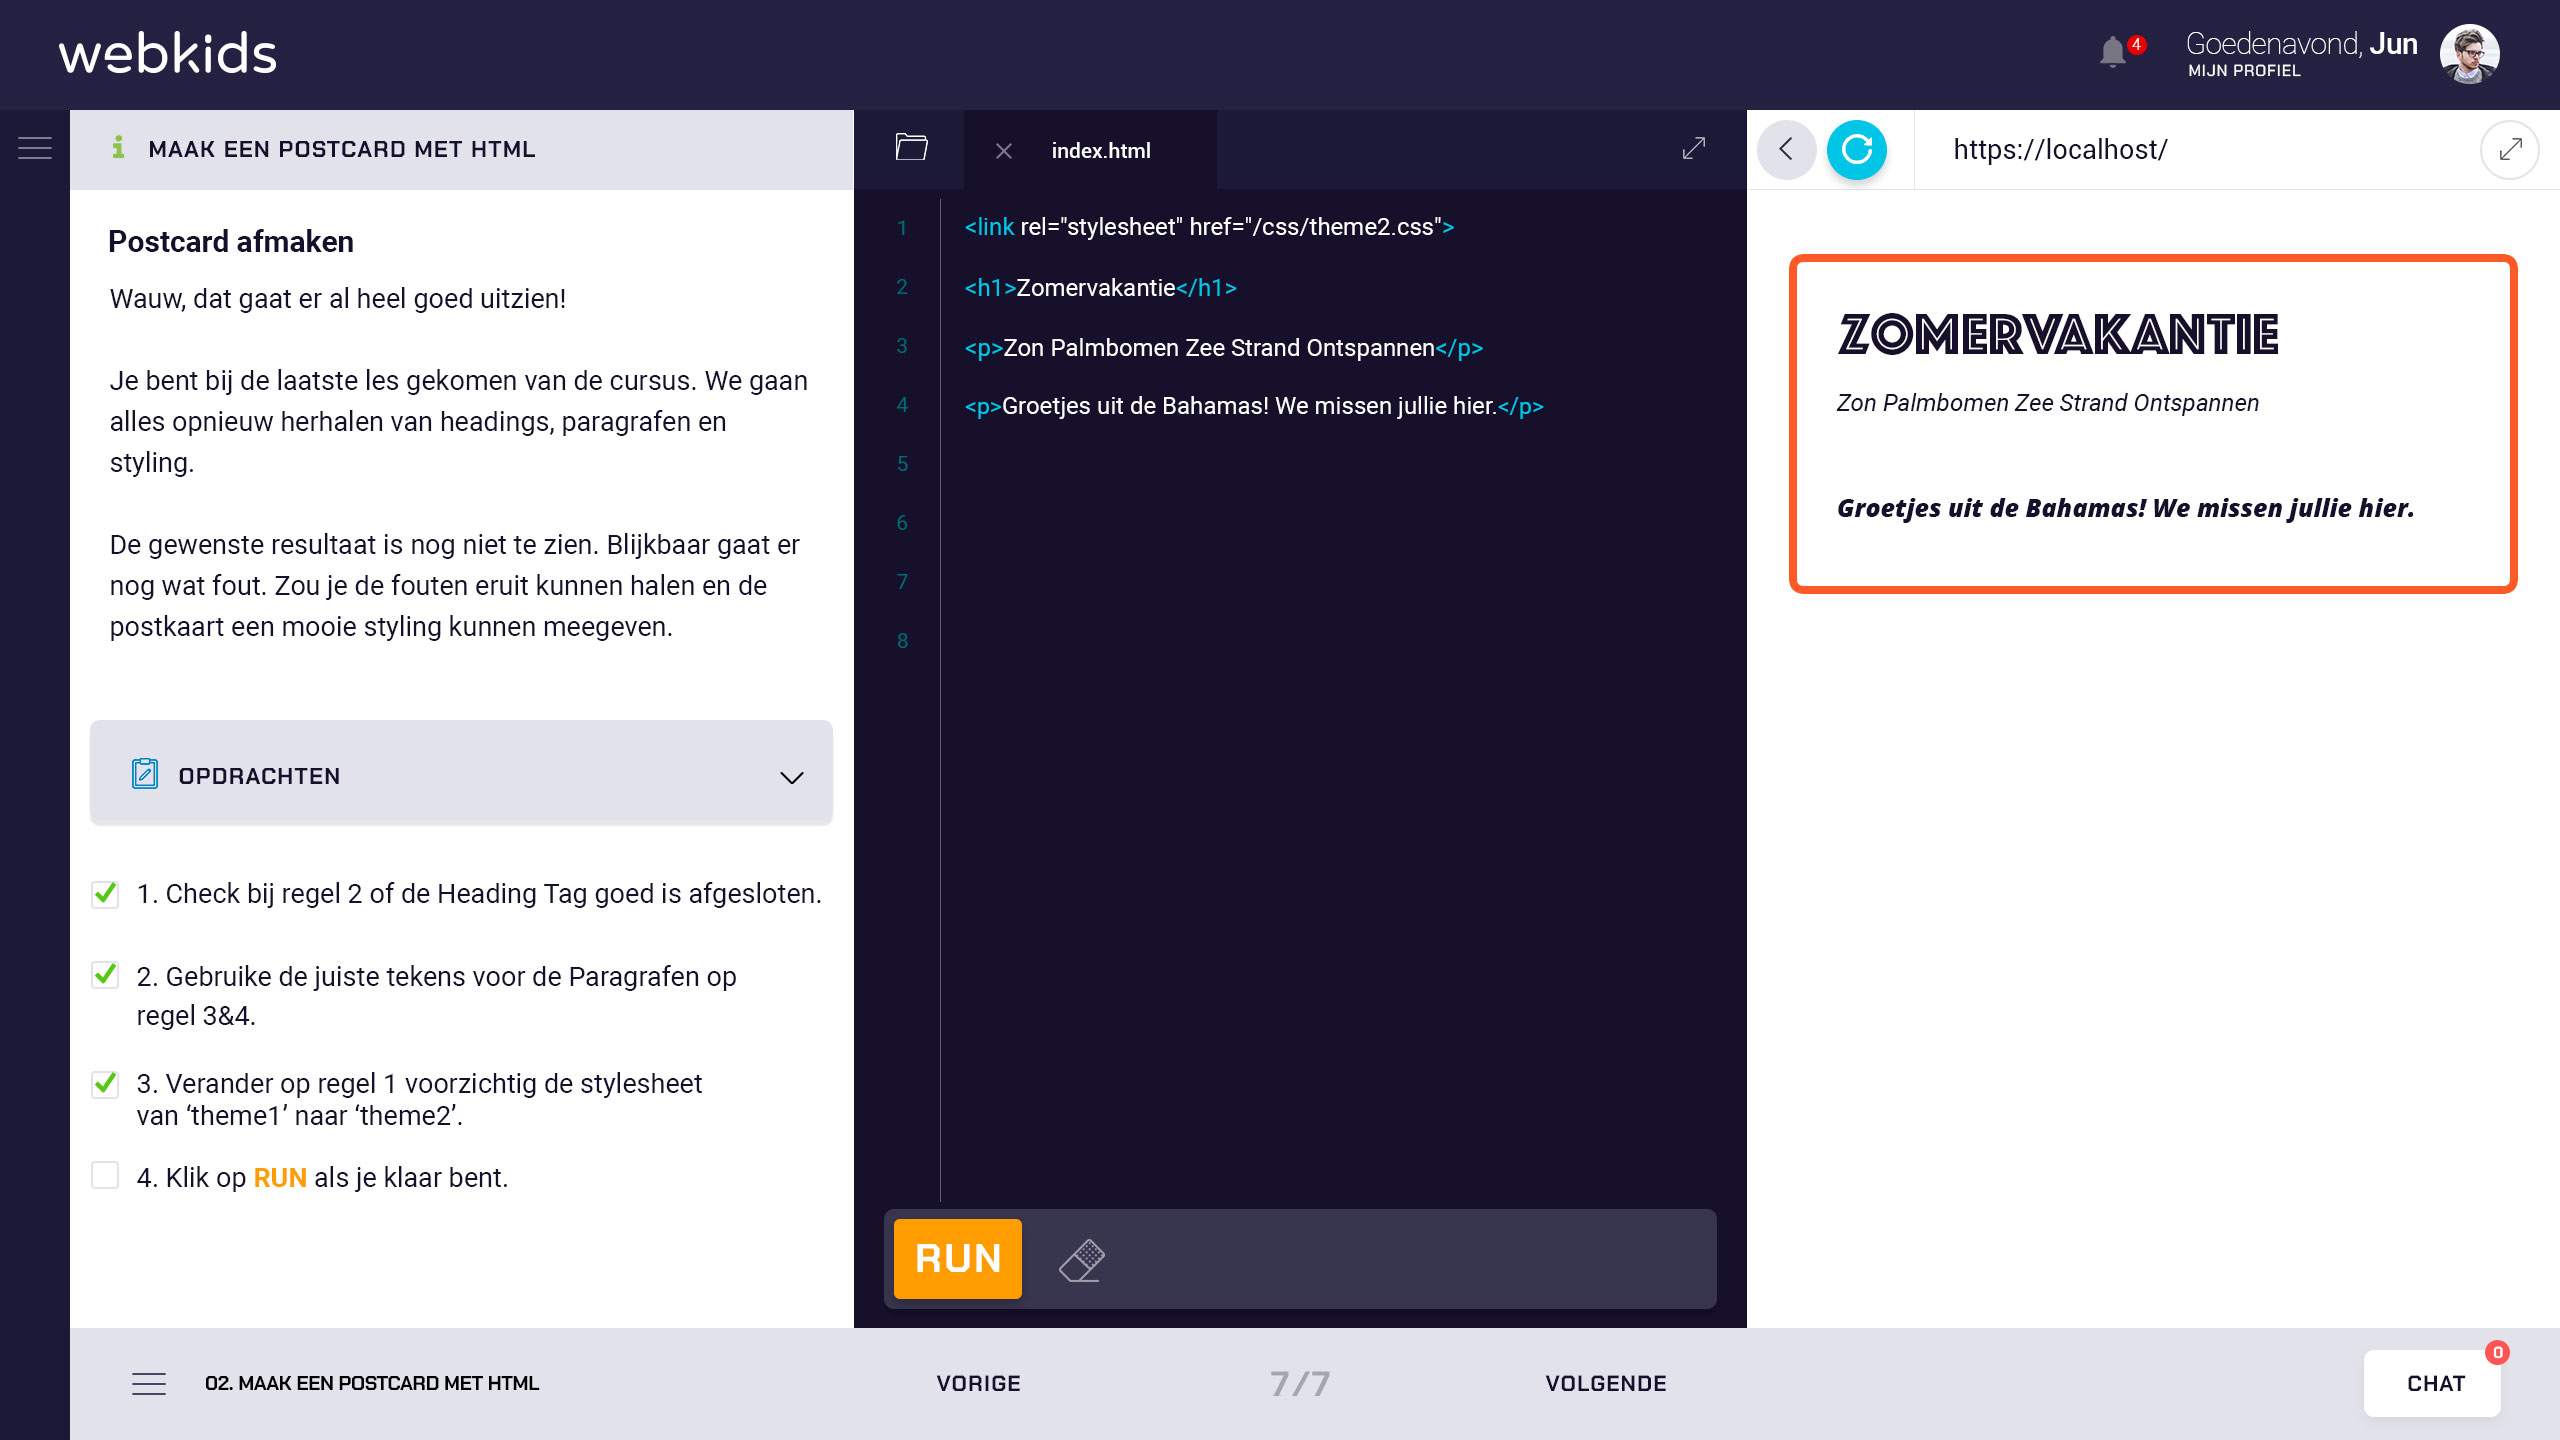 webkids
4
Goedenavond, Jun
MIJN PROFIEL
MAAK EEN POSTCARD MET HTML
Postcard afmaken
Wauw, dat gaat er al heel goed uitzien!
Je bent bij de laatste les gekomen van de cursus. We gaan
alles opnieuw herhalen van headings, paragrafen en
styling.
De gewenste resultaat is nog niet te zien. Blijkbaar gaat er
nog wat fout. Zou je de fouten eruit kunnen halen en de
postkaart een mooie styling kunnen meegeven.
OPDRACHTEN
1. Check bij regel 2 of de Heading Tag goed is afgesloten.
2. Gebruike de juiste tekens voor de Paragrafen op
regel 3&4.
3. Verander op regel 1 voorzichtig de stylesheet
van ‘theme1’ naar ‘theme2’.
4. Klik op RUN als je klaar bent.
index.html
1 <link rel="stylesheet" href="/css/theme2.css">
2 <h1>Zomervakantie</h1>
3 <p>Zon Palmbomen Zee Strand Ontspannen</p>
4 <p>Groetjes uit de Bahamas! We missen jullie hier.</p>
5
6
7
8
RUN
https://localhost/
ZOMERVAKANTIE
Zon Palmbomen Zee Strand Ontspannen
Groetjes uit de Bahamas! We missen jullie hier.
02. MAAK EEN POSTCARD MET HTML
VORIGE
7/7
VOLGENDE
CHAT
0